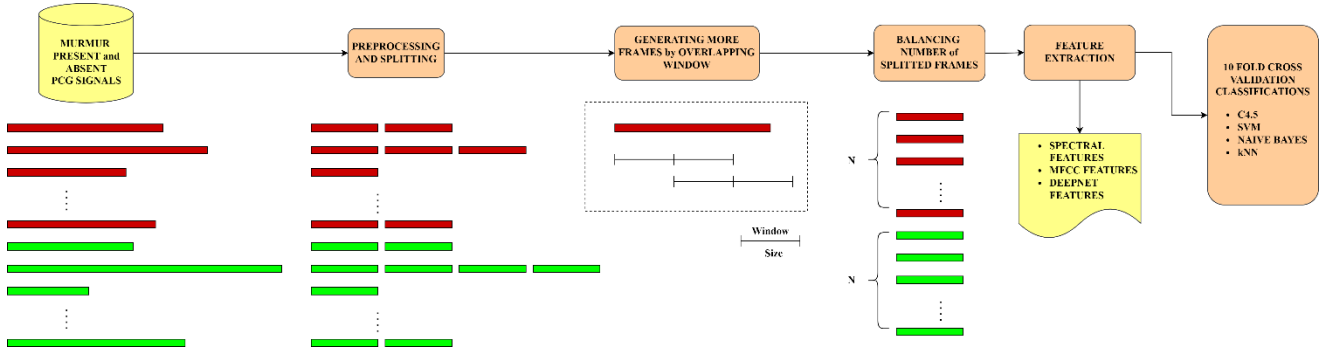 MURMUR
PRESENT and
ABSENT
PCG SIGNALS
PREPROCESSING
AND SPLITTING
GENERATING MORE
FRAMES by OVERLAPPING
WINDOW
BALANCING
NUMBER of
SPLITTED FRAMES
FEATURE
EXTRACTION
10 FOLD CROSS
VALIDATION
CLASSIFICATIONS
• C4.5
• SVM
• NAIVE BAYES
• kNN
• SPECTRAL
FEATURES
• MFCC FEATURES
• DEEPNET
FEATURES
N
N
Window
Size